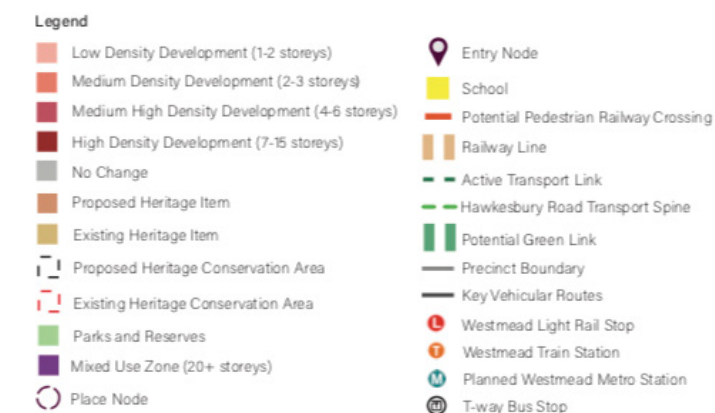 Legend
Low Density Development (1-2 storeys)
Medium Density Development (2-3 storeys)
Medium High Density Development (4-6 storeys)
High Density Development (7-15 storeys)
No Change
Proposed Heritage Item
Existing Heritage Item
Proposed Heritage Conservation Area
Existing Heritage Conservation Area
Parks and Reserves
Mixed Use Zone (20+ storeys)
Place Node
Entry Node
School
Potential Pedestrian Railway Crossing
Railway Line
Active Transport Link
Hawkesbury Road Transport Spine
Potential Green Link
Precinct Boundary
Key Vehicular Routes
L Westmead Light Rail Stop
T Westmead Train Station
M Planned Westmead Metro Station
T-way Bus Stop